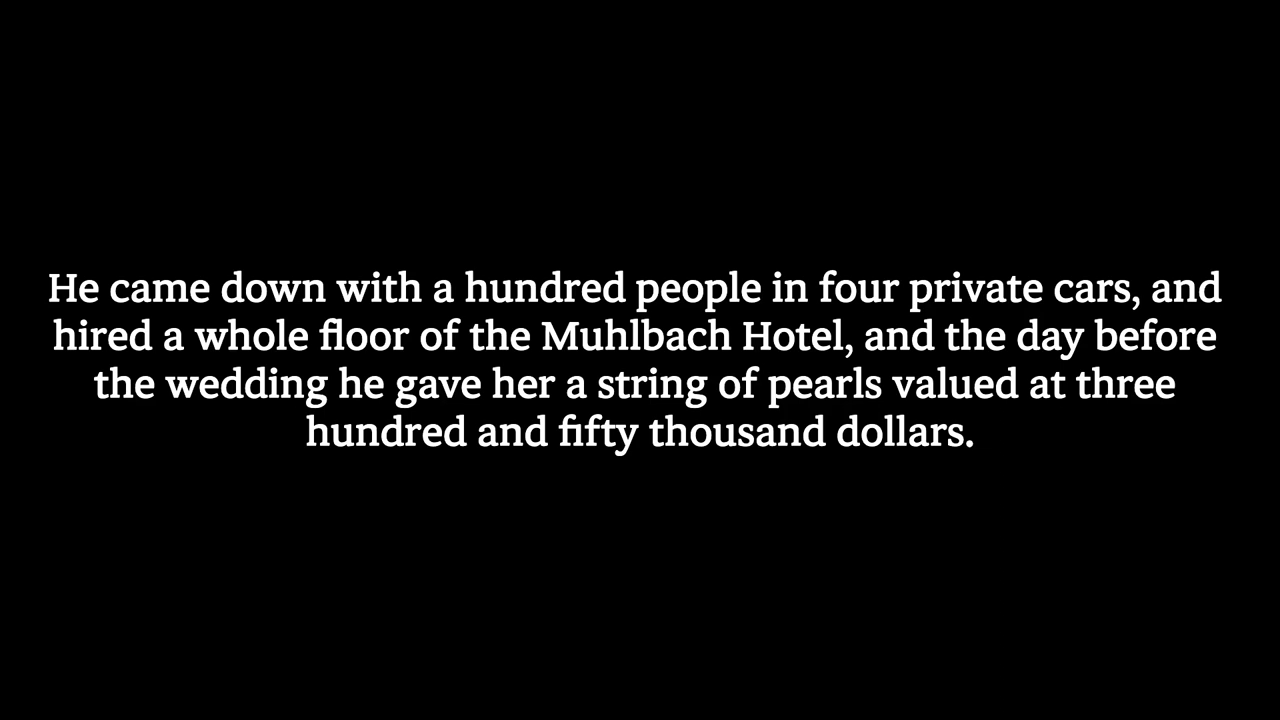 He came down with a hundred people in four private cars, and
hired a whole floor of the Muhlbach Hotel, and the day before
the wedding he gave her a string of pearls valued at three
hundred and fifty thousand dollars.